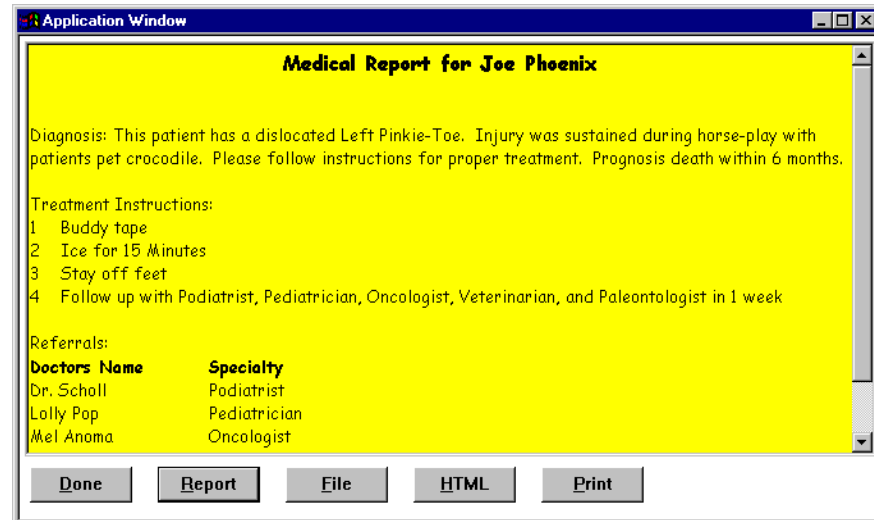 Application Window
Medical Report for Joe Phoenix
Diagnosis: This patient has a dislocated Left Pinkie-Toe. Injury was sustained during horse-play with
patients pet crocodile. Please follow instructions for proper treatment. Prognosis death within 6 months.
Treatment Instructions:
1 Buddy tape
2 Ice for 15 Minutes
3 Stay off feet
4 Follow up with Podiatrist, Pediatrician, Oncologist, Veterinarian, and Paleontologist in 1 week
Referrals:
Doctors Name Specialty
Dr. Scholl Podiatrist
Lolly Pop Pediatrician
Mel Anoma Oncologist
Done Report File HTML Print